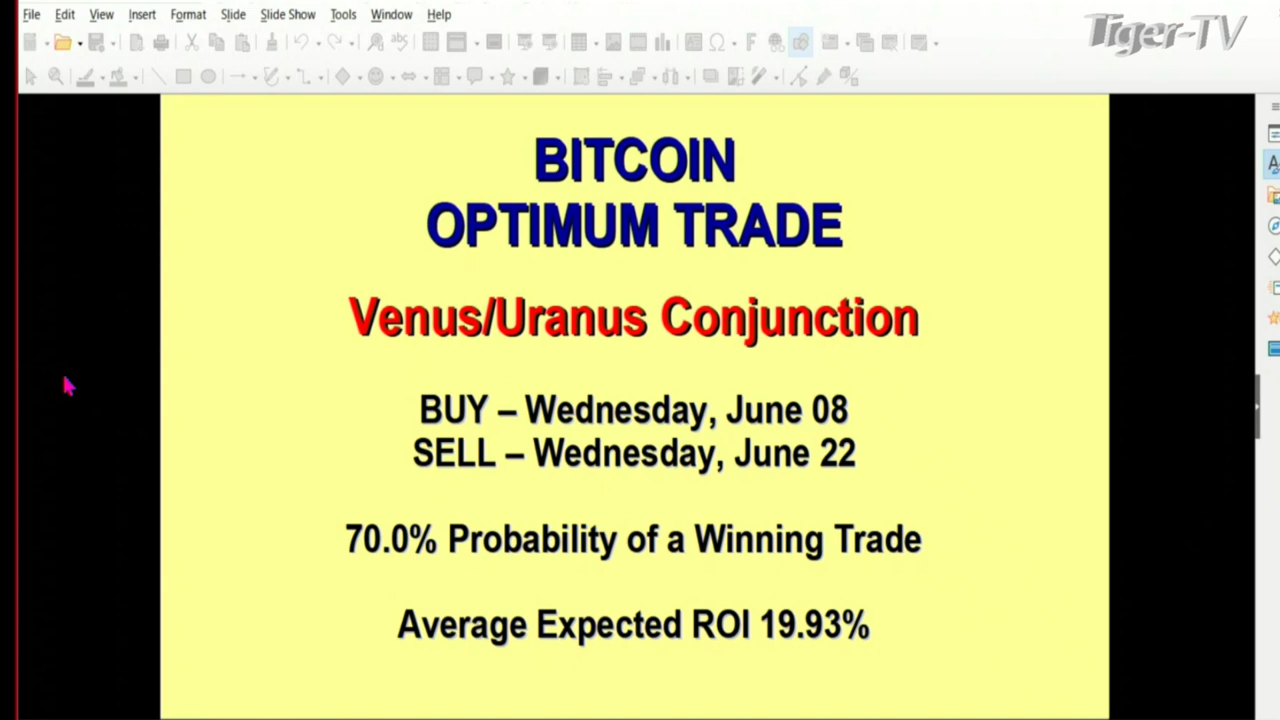 File Edit View Insert Format Slide Slide Show Tools Window Help
Tiger-TV
BITCOIN
OPTIMUM TRADE
Venus/Uranus Conjunction
BUY – Wednesday, June 08
SELL – Wednesday, June 22
70.0% Probability of a Winning Trade
Average Expected ROI 19.93%